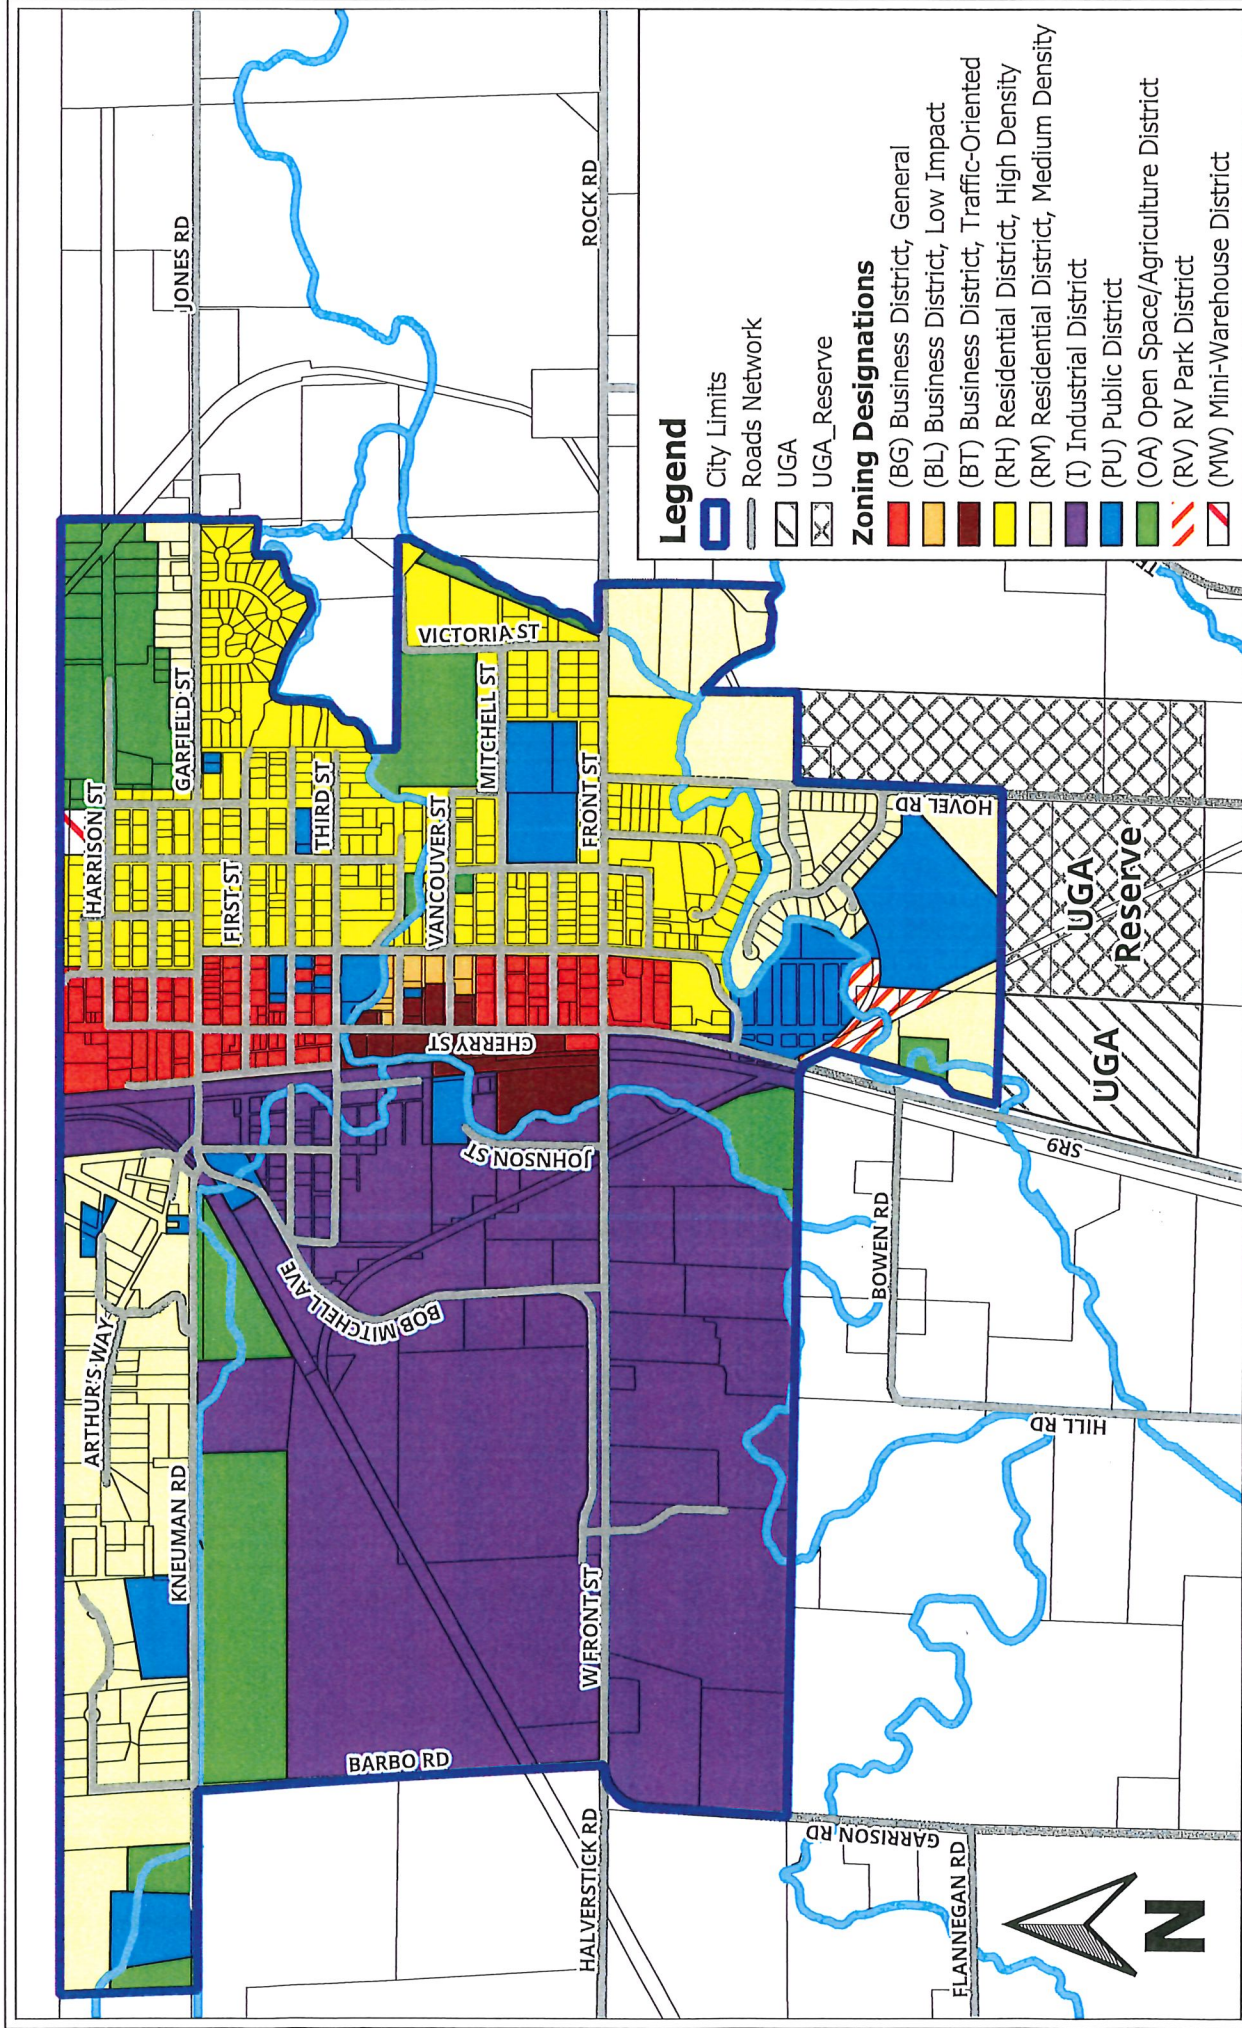 HARRISON ST
GARFIELD ST
JONES RD
ARTHUR'S WAY
KNEUMAN RD
FIRST ST
THIRD ST
VANCOUVER ST
MITCHELL ST
VICTORIA ST
FRONT ST
ROCK RD
CHERRY ST
JOHNSON ST
BOB MITCHELL AVE
BARBO RD
W FRONT ST
HALVERSTICK RD
HOVEL RD
BOWEN RD
SR9
HILL RD
GARRISON RD
FLANNEGAN RD
UGA
UGA
Reserve
N
Legend
City Limits
Roads Network
UGA
UGA_Reserve
Zoning Designations
(BG) Business District, General
(BL) Business District, Low Impact
(BT) Business District, Traffic-Oriented
(RH) Residential District, High Density
(RM) Residential District, Medium Density
(I) Industrial District
(PU) Public District
(OA) Open Space/Agriculture District
(RV) RV Park District
(MW) Mini-Warehouse District